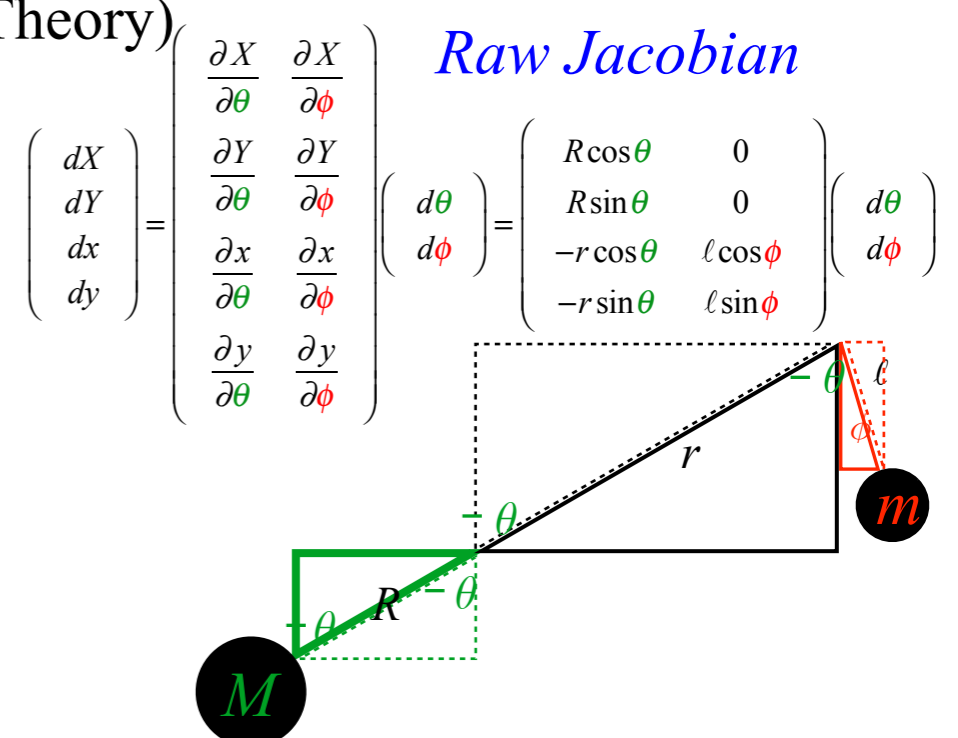 Theory)
Raw Jacobian
( dX dY dx dy ) = ( ∂X/∂θ ∂X/∂ϕ ∂Y/∂θ ∂Y/∂ϕ ∂x/∂θ ∂x/∂ϕ ∂y/∂θ ∂y/∂ϕ ) ( dθ dϕ ) = ( R cos θ 0 R sin θ 0 −r cos θ ℓ cos ϕ −r sin θ ℓ sin ϕ ) ( dθ dϕ )
− θ
ℓ
ϕ
r
m
− θ
− θ
R
− θ
M